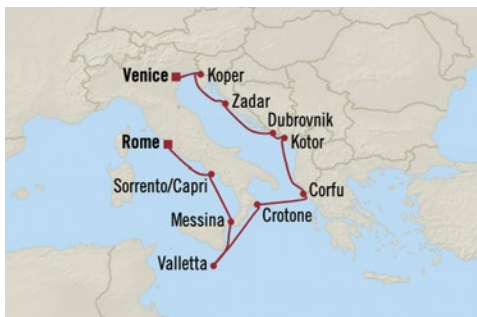 Venice
Koper
Zadar
Dubrovnik
Rome
Kotor
Sorrento/Capri
Corfu
Messina
Crotone
Valletta